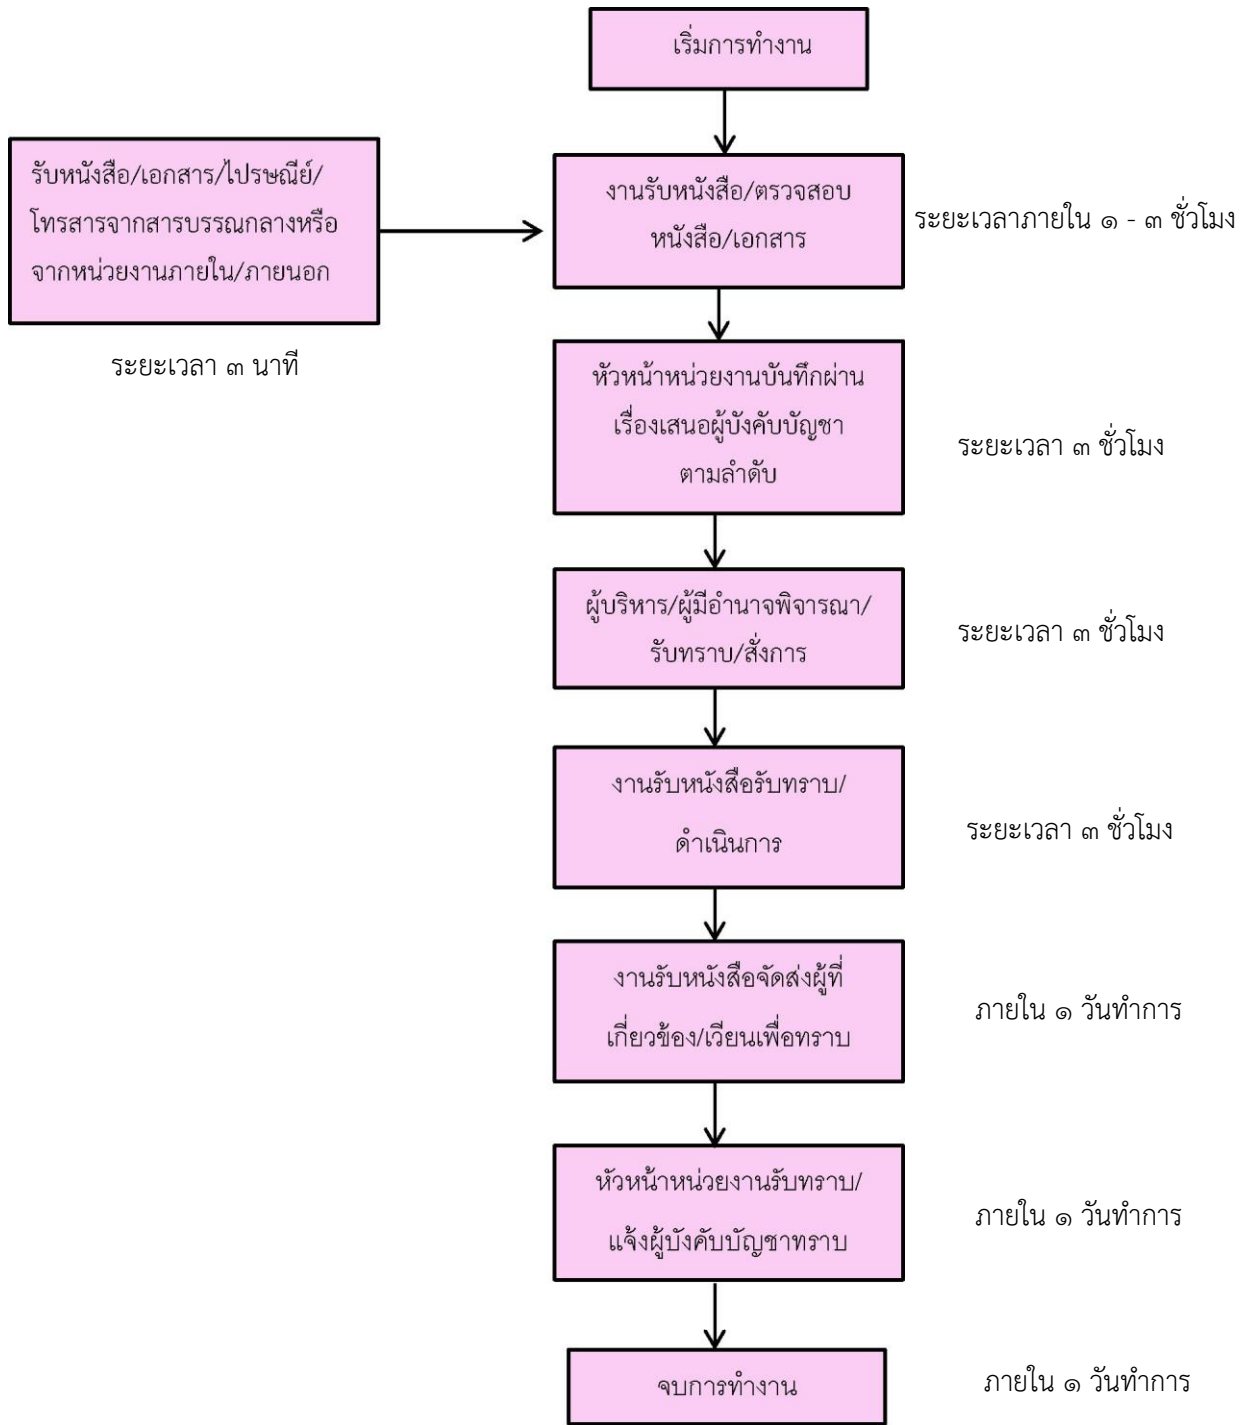 เริ่มการทำงาน
รับหนังสือ/เอกสาร/ไปรษณีย์/
โทรสารจากสารบรรณกลางหรือ
จากหน่วยงานภายใน/ภายนอก
ระยะเวลา ๓ นาที
งานรับหนังสือ/ตรวจสอบ
หนังสือ/เอกสาร
ระยะเวลาภายใน ๑ - ๓ ชั่วโมง
หัวหน้าหน่วยงานบันทึกผ่าน
เรื่องเสนอผู้บังคับบัญชา
ตามลำดับ
ระยะเวลา ๓ ชั่วโมง
ผู้บริหาร/ผู้มีอำนาจพิจารณา/
รับทราบ/สั่งการ
ระยะเวลา ๓ ชั่วโมง
งานรับหนังสือรับทราบ/
ดำเนินการ
ระยะเวลา ๓ ชั่วโมง
งานรับหนังสือจัดส่งผู้ที่
เกี่ยวข้อง/เวียนเพื่อทราบ
ภายใน ๑ วันทำการ
หัวหน้าหน่วยงานรับทราบ/
แจ้งผู้บังคับบัญชาทราบ
ภายใน ๑ วันทำการ
จบการทำงาน
ภายใน ๑ วันทำการ